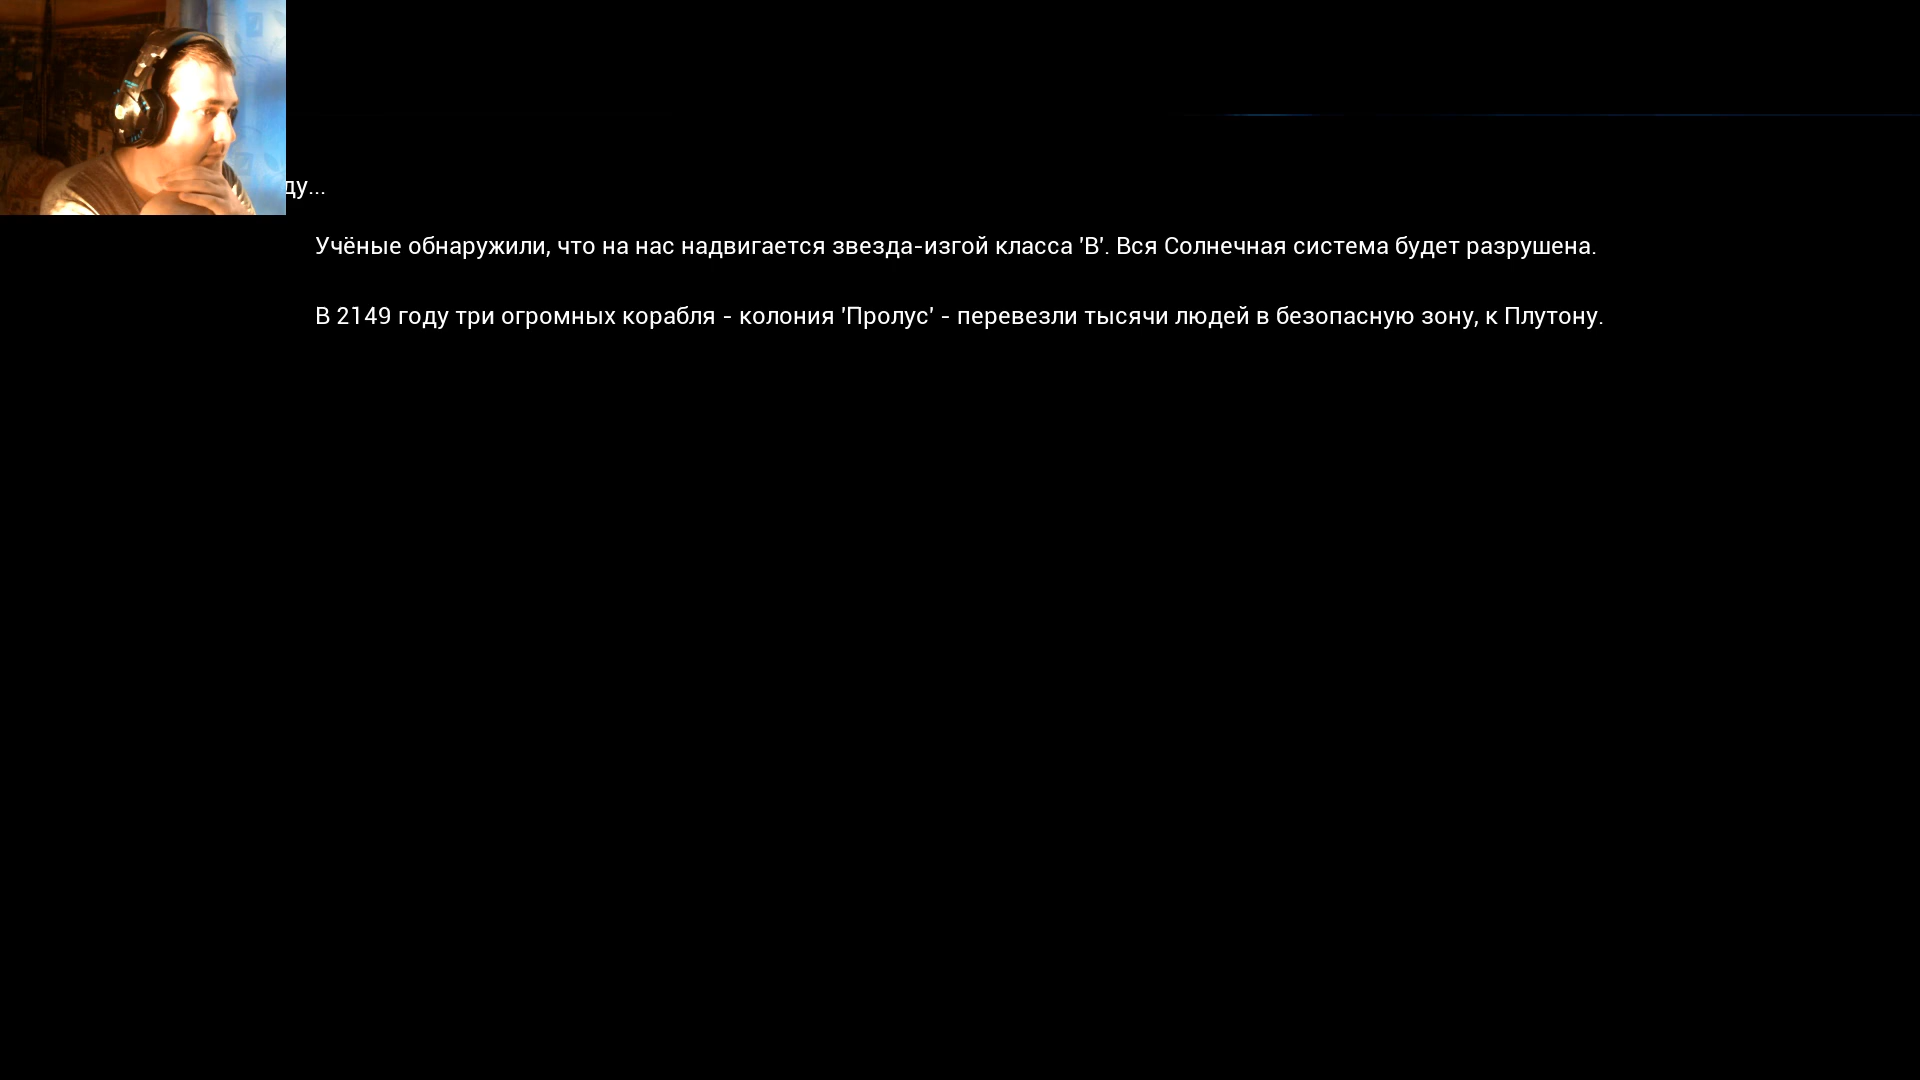 Учёные обнаружили, что на нас надвигается звезда-изгой класса 'B'. Вся Солнечная система будет разрушена.
В 2149 году три огромных корабля - колония 'Пролус' - перевезли тысячи людей в безопасную зону, к Плутону.